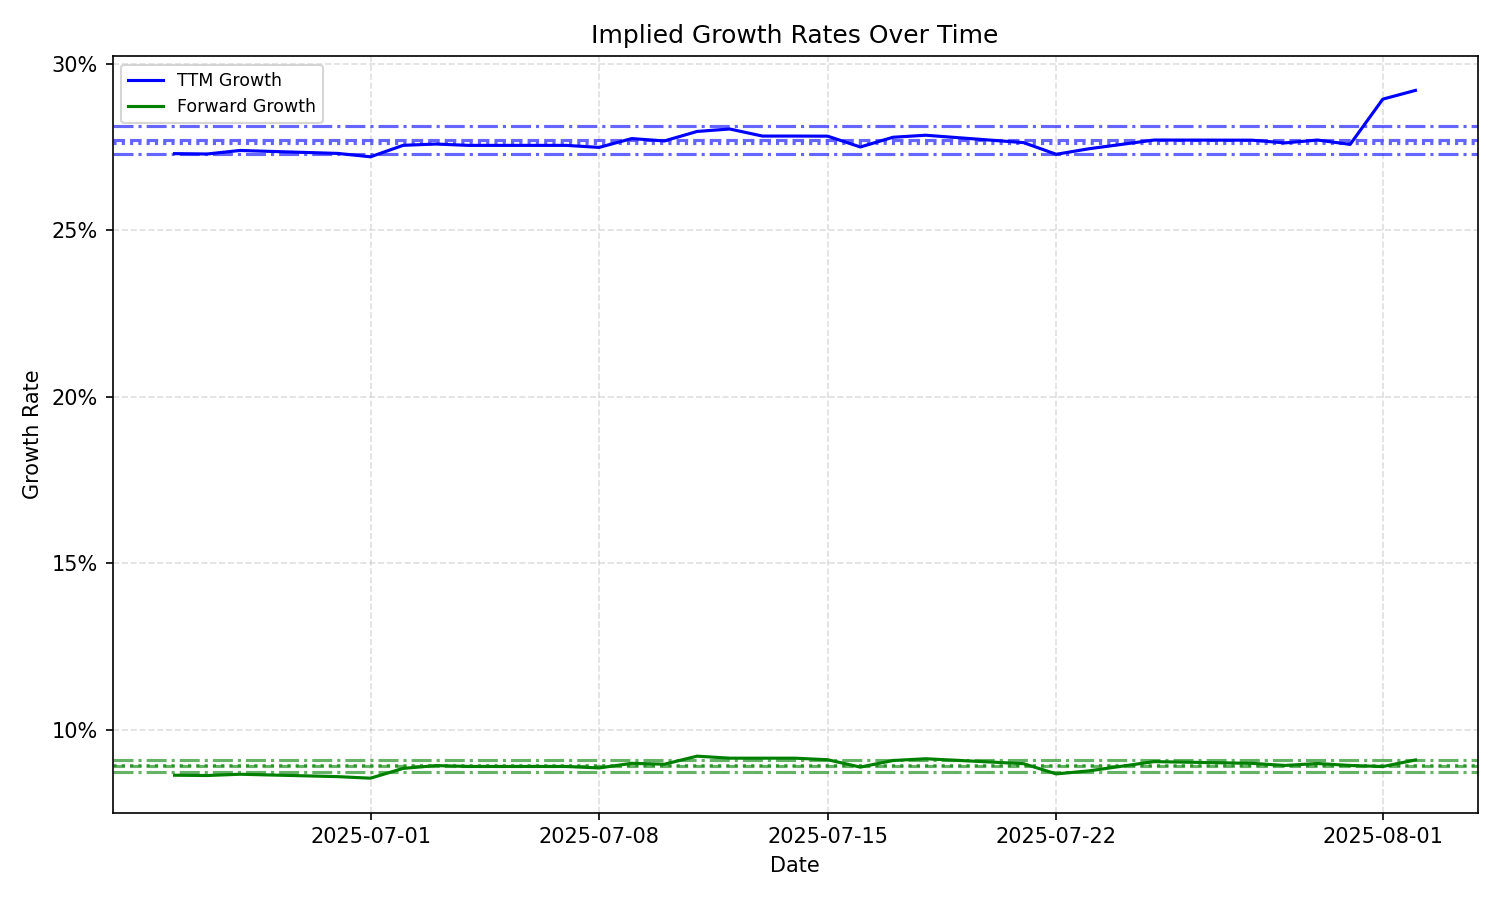 Implied Growth Rates Over Time
TTM Growth
Forward Growth
30%
25%
20%
15%
10%
Growth Rate
2025-07-01
2025-07-08
2025-07-15
2025-07-22
2025-08-01
Date